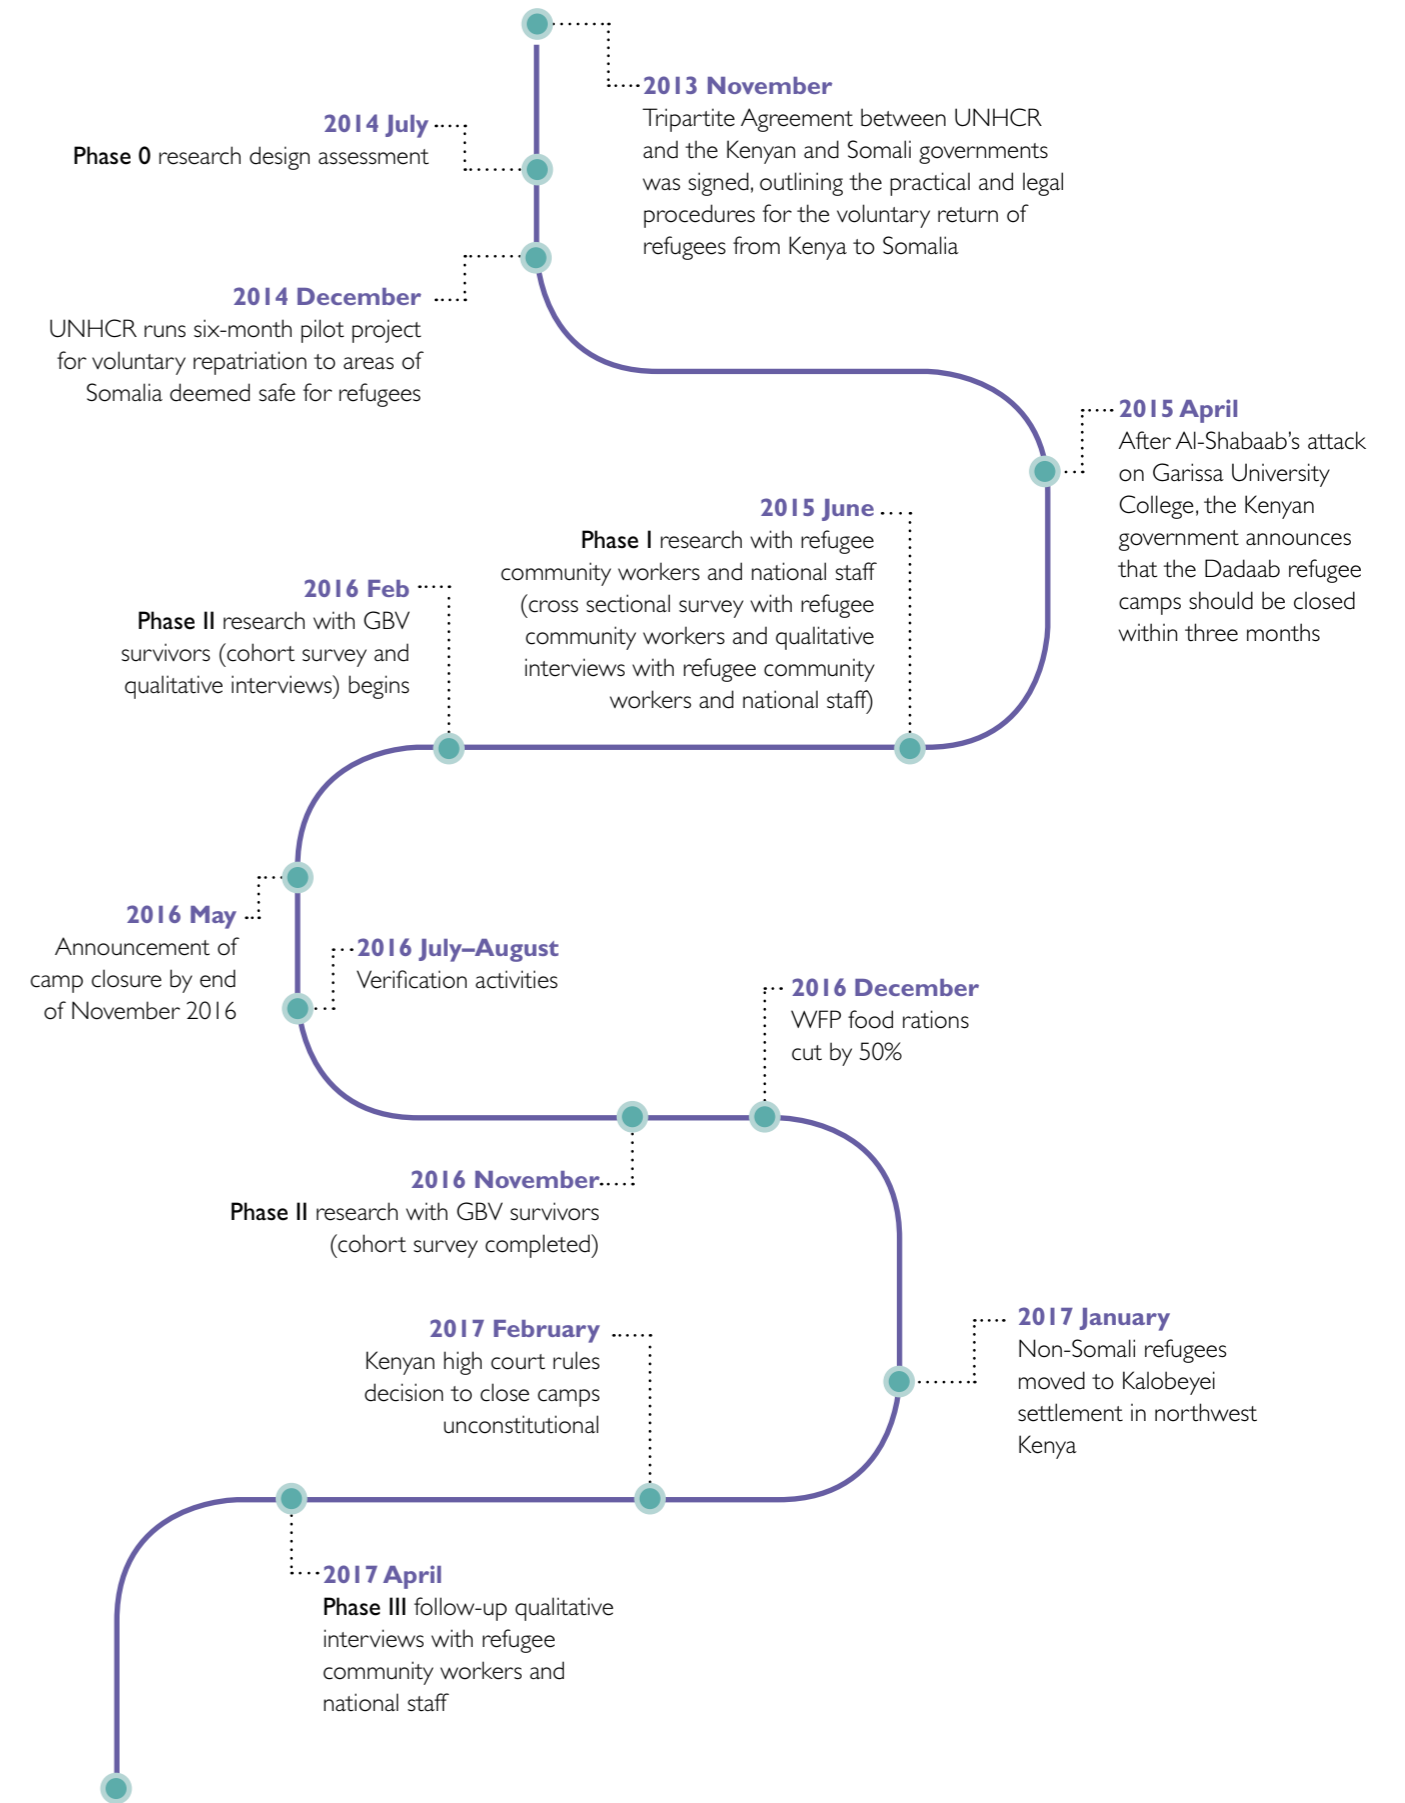 2013 November
Tripartite Agreement between UNHCR
and the Kenyan and Somali governments
was signed, outlining the practical and legal
procedures for the voluntary return of
refugees from Kenya to Somalia
2014 July
Phase 0 research design assessment
2014 December
UNHCR runs six-month pilot project
for voluntary repatriation to areas of
Somalia deemed safe for refugees
2015 April
After Al-Shabaab’s attack
on Garissa University
College, the Kenyan
government announces
that the Dadaab refugee
camps should be closed
within three months
2015 June
Phase I research with refugee
community workers and national staff
(cross sectional survey with refugee
community workers and qualitative
interviews with refugee community
workers and national staff)
2016 Feb
Phase II research with GBV
survivors (cohort survey and
qualitative interviews) begins
2016 May
Announcement of
camp closure by end
of November 2016
2016 July–August
Verification activities
2016 November
Phase II research with GBV survivors
(cohort survey completed)
2016 December
WFP food rations
cut by 50%
2017 January
Non-Somali refugees
moved to Kalobeyei
settlement in northwest
Kenya
2017 February
Kenyan high court rules
decision to close camps
unconstitutional
2017 April
Phase III follow-up qualitative
interviews with refugee
community workers and
national staff